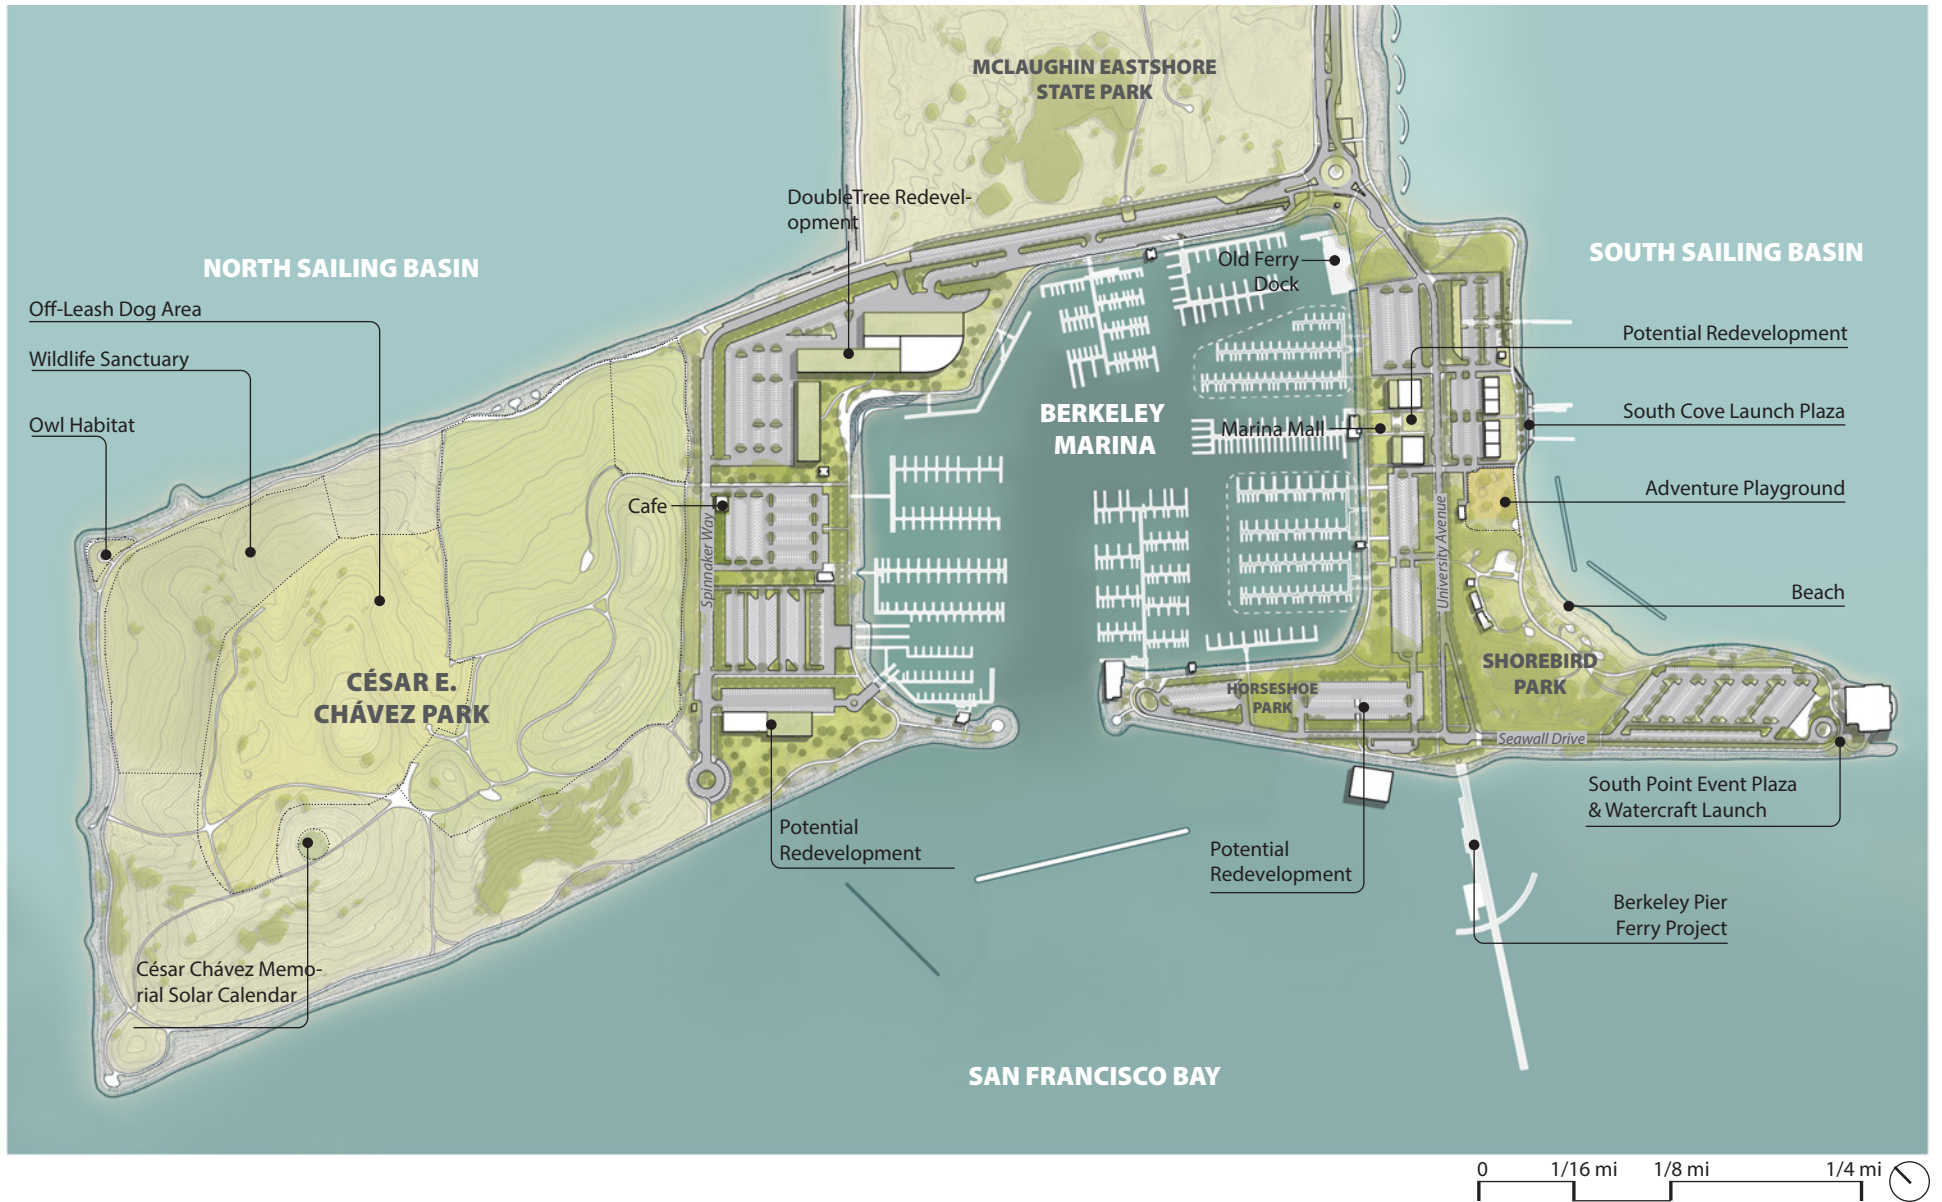 MCLAUGHIN EASTSHORE
STATE PARK
DoubleTree Redevel-
opment
NORTH SAILING BASIN
Off-Leash Dog Area
Wildlife Sanctuary
Owl Habitat
Old Ferry
Dock
SOUTH SAILING BASIN
Potential Redevelopment
South Cove Launch Plaza
Adventure Playground
Beach
BERKELEY
MARINA
Marina Mall
Cafe
Spinnaker Way
University Avenue
CÉSAR E.
CHÁVEZ PARK
HORSESHOE
PARK
SHOREBIRD
PARK
Seawall Drive
South Point Event Plaza
& Watercraft Launch
Potential
Redevelopment
Potential
Redevelopment
Berkeley Pier
Ferry Project
César Chávez Memo-
rial Solar Calendar
SAN FRANCISCO BAY
0 1/16 mi 1/8 mi 1/4 mi